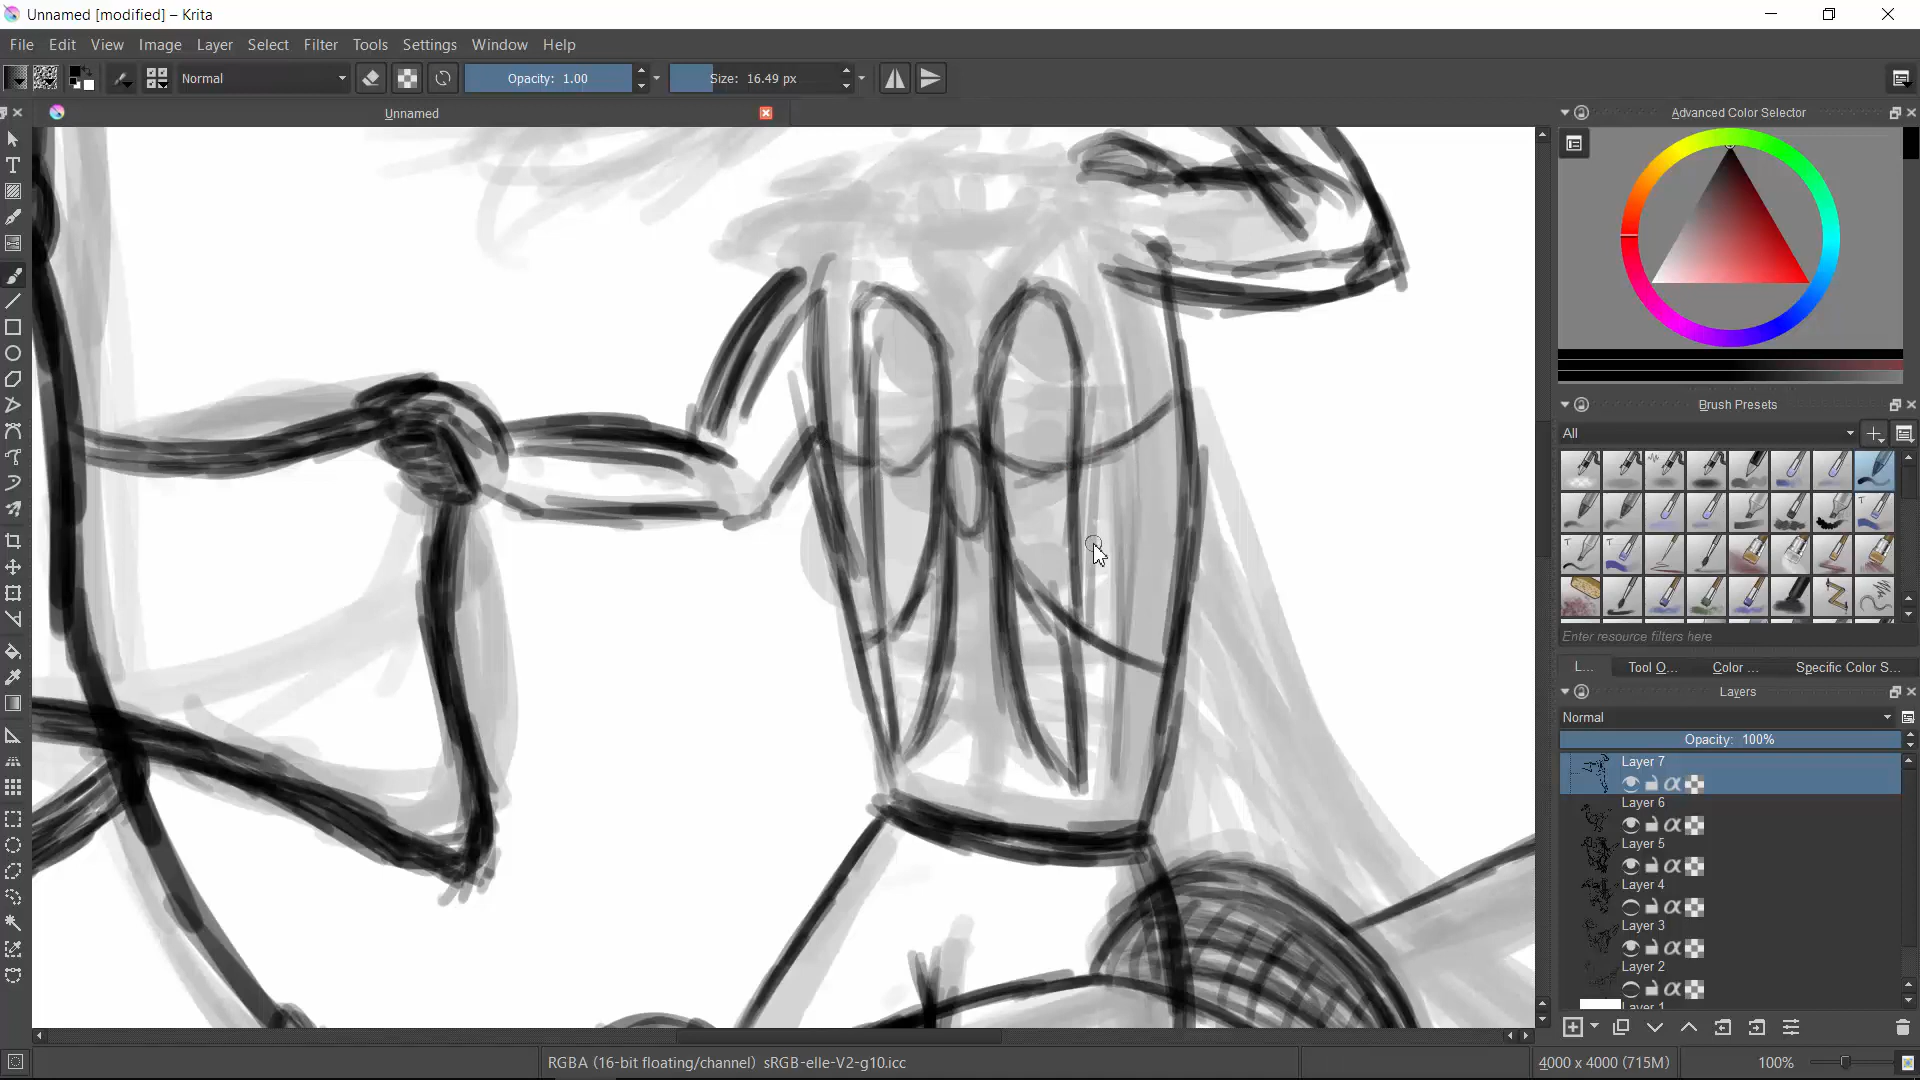 Unnamed [modified] – Krita
File Edit View Image Layer Select Filter Tools Settings Window Help
Normal Opacity: 1.00 Size: 16.49 px
Unnamed
Advanced Color Selector
Brush Presets
All
Enter resource filters here
L... Tool O... Color ... Specific Color S...
Layers
Normal
Opacity: 100%
Layer 7
Layer 6
Layer 5
Layer 4
Layer 3
Layer 2
Layer 1
RGBA (16-bit floating/channel) sRGB-elle-V2-g10.icc
4000 x 4000 (715M)
100%